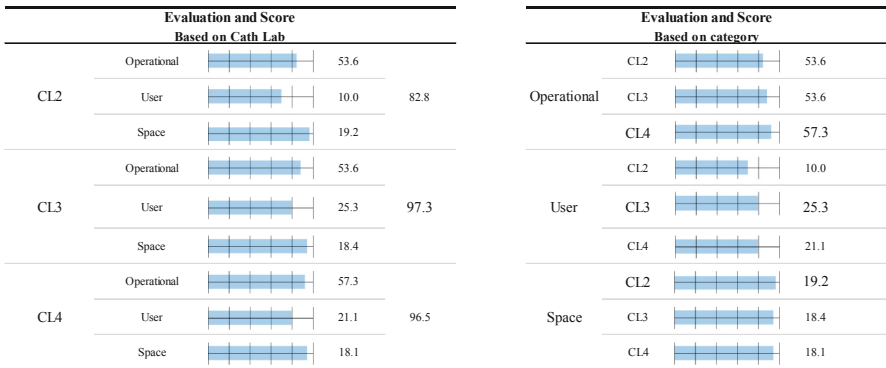 Evaluation and Score
Based on Cath Lab
Operational 53.6
CL2 User 10.0 82.8
Space 19.2
Operational 53.6
CL3 User 25.3 97.3
Space 18.4
Operational 57.3
CL4 User 21.1 96.5
Space 18.1
Evaluation and Score
Based on category
CL2 53.6
Operational CL3 53.6
CL4 57.3
CL2 10.0
User CL3 25.3
CL4 21.1
CL2 19.2
Space CL3 18.4
CL4 18.1